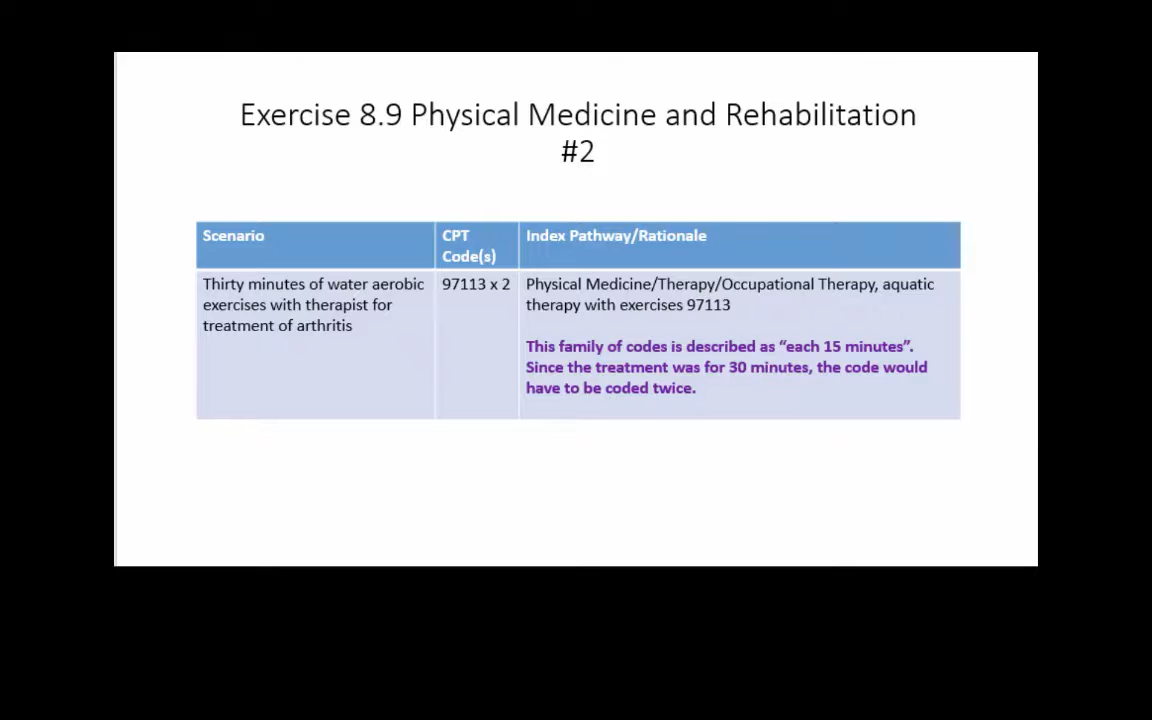 Exercise 8.9 Physical Medicine and Rehabilitation
#2
Scenario
CPT
Code(s)
Index Pathway/Rationale
Thirty minutes of water aerobic
exercises with therapist for
treatment of arthritis
97113 x 2
Physical Medicine/Therapy/Occupational Therapy, aquatic
therapy with exercises 97113
This family of codes is described as “each 15 minutes”.
Since the treatment was for 30 minutes, the code would
have to be coded twice.